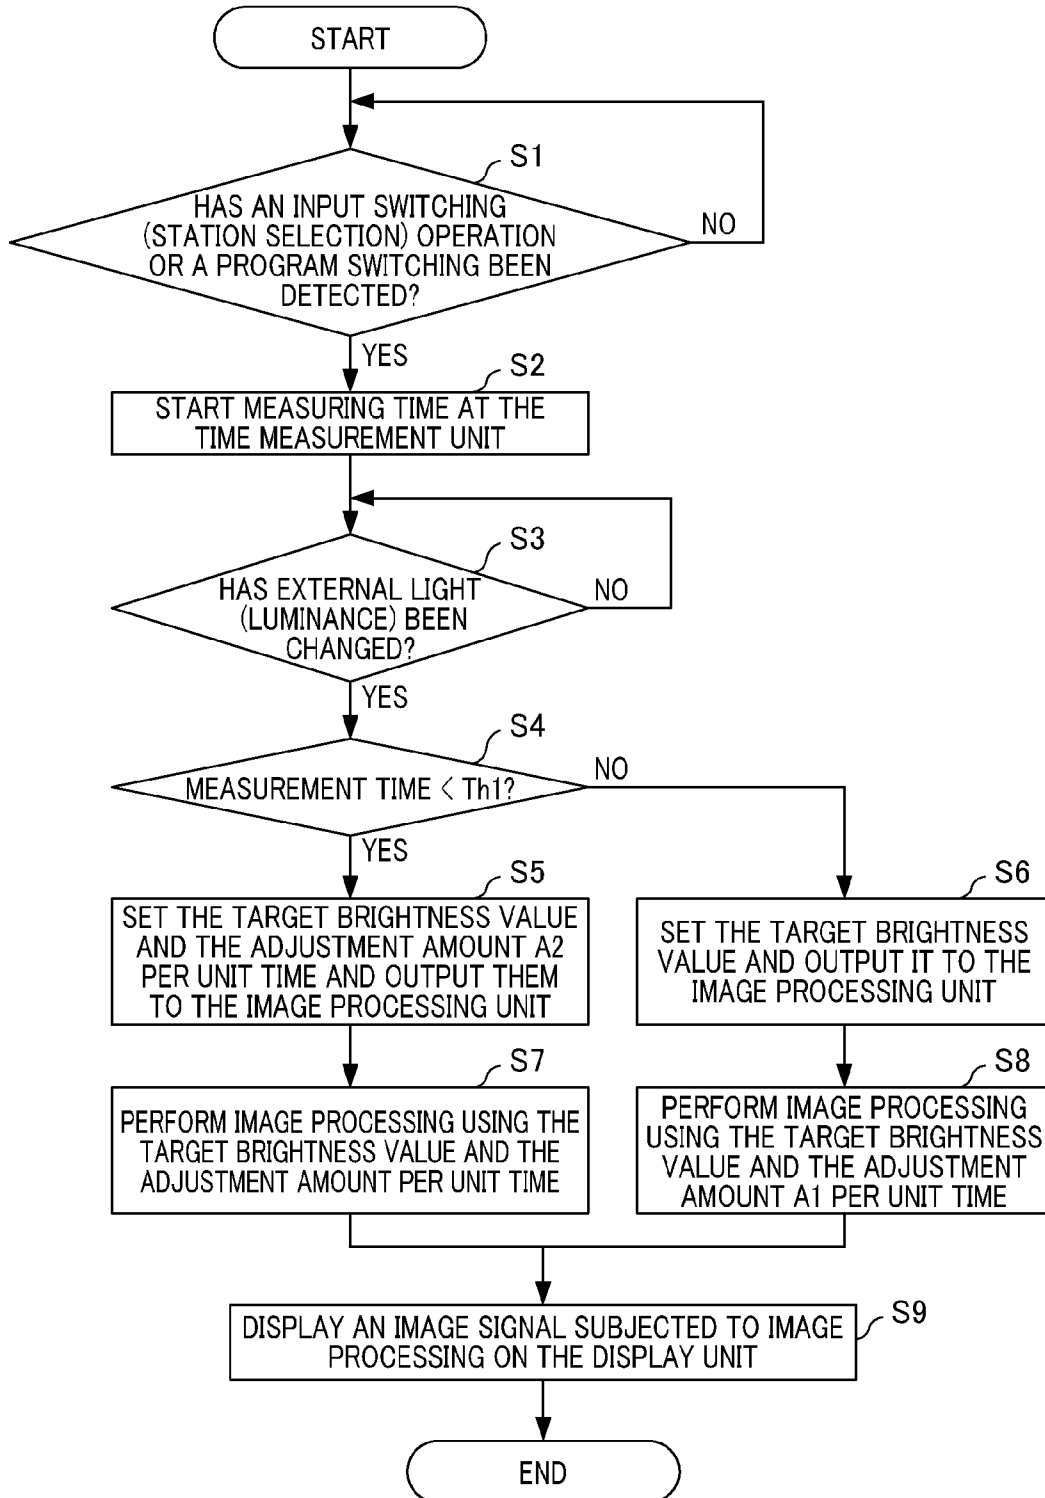 START
S1
HAS AN INPUT SWITCHING
(STATION SELECTION) OPERATION
OR A PROGRAM SWITCHING BEEN
DETECTED?
NO
YES
S2
START MEASURING TIME AT THE
TIME MEASUREMENT UNIT
S3
HAS EXTERNAL LIGHT
(LUMINANCE) BEEN
CHANGED?
NO
YES
S4
MEASUREMENT TIME < Th1?
NO
YES
S5
SET THE TARGET BRIGHTNESS VALUE
AND THE ADJUSTMENT AMOUNT A2
PER UNIT TIME AND OUTPUT THEM
TO THE IMAGE PROCESSING UNIT
S6
SET THE TARGET BRIGHTNESS
VALUE AND OUTPUT IT TO THE
IMAGE PROCESSING UNIT
S7
PERFORM IMAGE PROCESSING USING THE
TARGET BRIGHTNESS VALUE AND THE
ADJUSTMENT AMOUNT PER UNIT TIME
S8
PERFORM IMAGE PROCESSING
USING THE TARGET BRIGHTNESS
VALUE AND THE ADJUSTMENT
AMOUNT A1 PER UNIT TIME
S9
DISPLAY AN IMAGE SIGNAL SUBJECTED TO IMAGE
PROCESSING ON THE DISPLAY UNIT
END